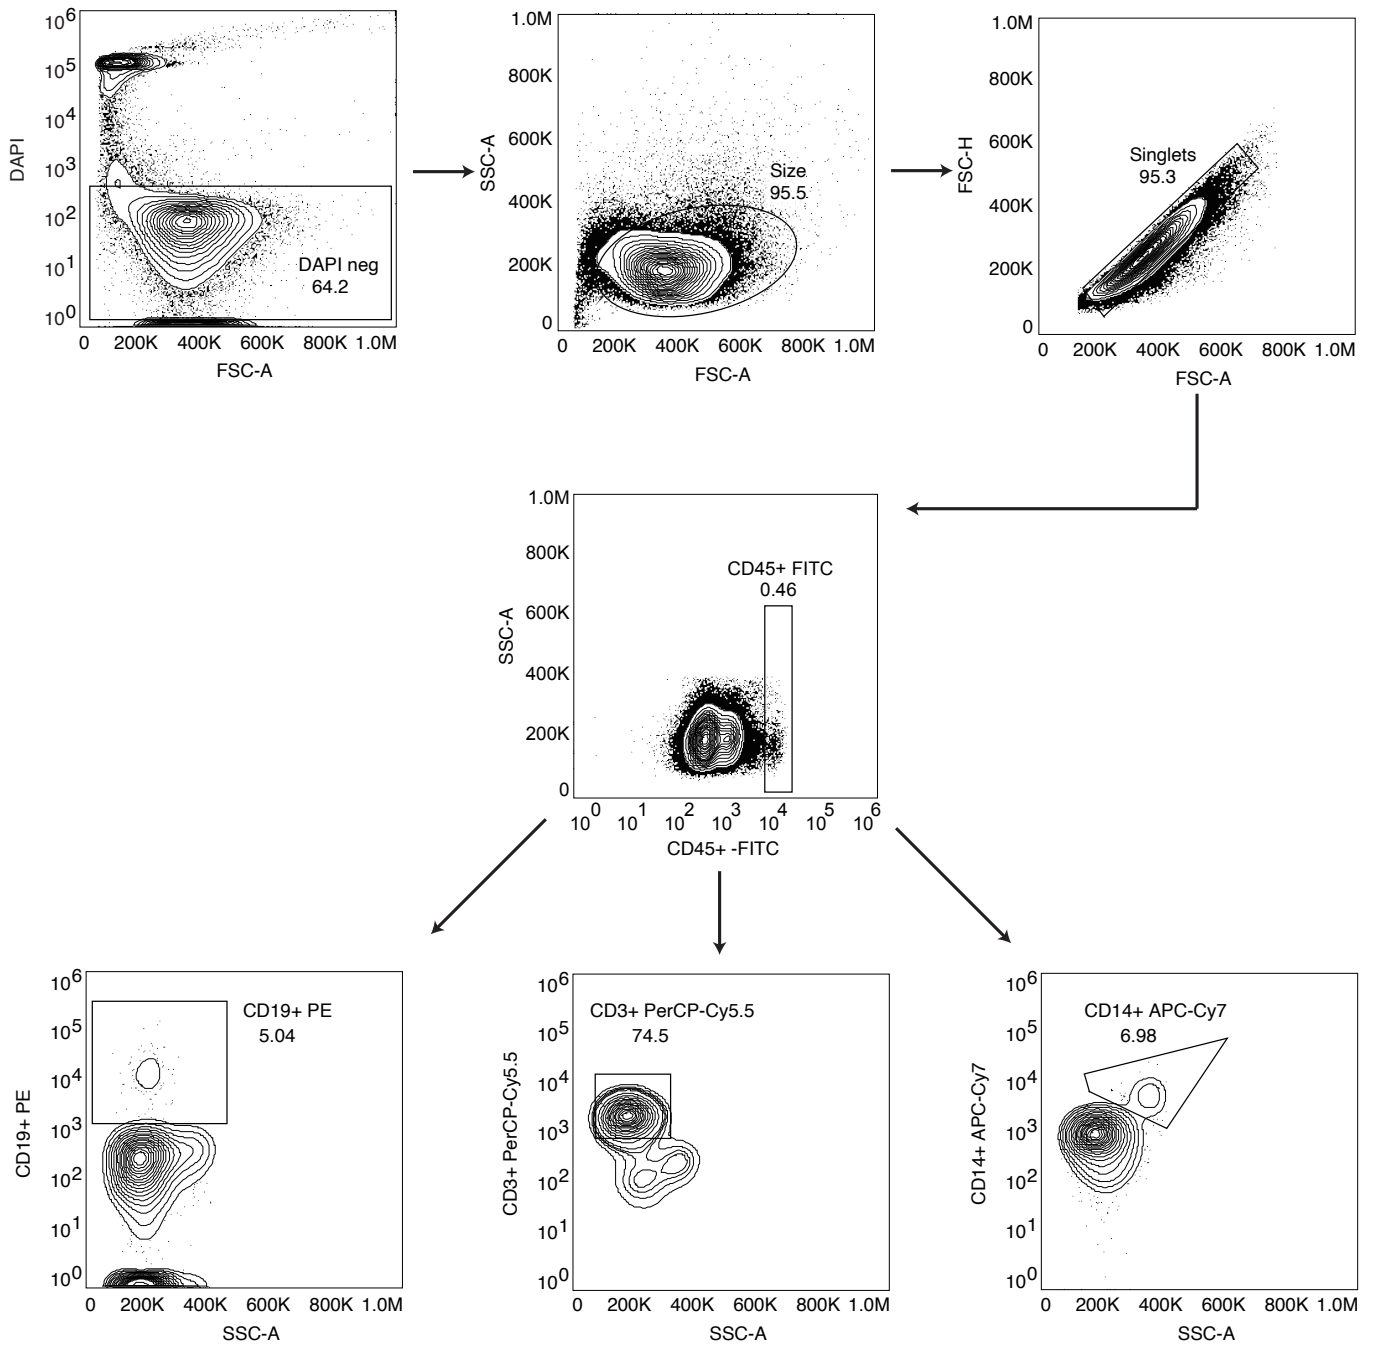 10^6
10^5
10^4
10^3
10^2
10^1
10^0
DAPI
DAPI neg
64.2
0 200K 400K 600K 800K 1.0M
FSC-A
1.0M
800K
600K
400K
200K
0
SSC-A
Size
95.5
0 200K 400K 600K 800K 1.0M
FSC-A
1.0M
800K
600K
400K
200K
0
FSC-H
Singlets
95.3
0 200K 400K 600K 800K 1.0M
FSC-A
1.0M
800K
600K
400K
200K
0
SSC-A
CD45+ FITC
0.46
10^0 10^1 10^2 10^3 10^4 10^5 10^6
CD45+ -FITC
10^6
10^5
10^4
10^3
10^2
10^1
10^0
CD19+ PE
CD19+ PE
5.04
0 200K 400K 600K 800K 1.0M
SSC-A
10^6
10^5
10^4
10^3
10^2
10^1
10^0
CD3+ PerCP-Cy5.5
CD3+ PerCP-Cy5.5
74.5
0 200K 400K 600K 800K 1.0M
SSC-A
10^6
10^5
10^4
10^3
10^2
10^1
10^0
CD14+ APC-Cy7
CD14+ APC-Cy7
6.98
0 200K 400K 600K 800K 1.0M
SSC-A